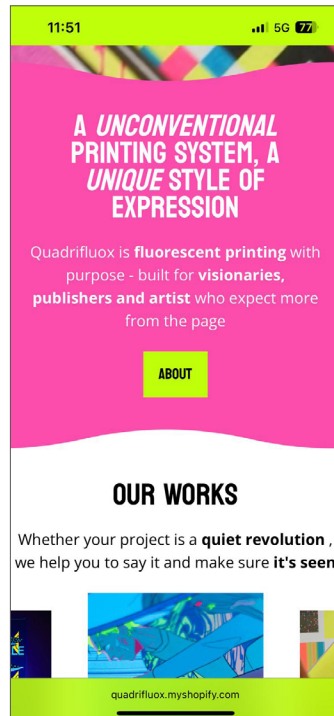 11:51
5G 77
A UNCONVENTIONAL
PRINTING SYSTEM, A
UNIQUE STYLE OF
EXPRESSION
Quadrifluox is fluorescent printing with
purpose - built for visionaries,
publishers and artist who expect more
from the page
ABOUT
OUR WORKS
Whether your project is a quiet revolution ,
we help you to say it and make sure it's seen
quadrifluox.myshopify.com